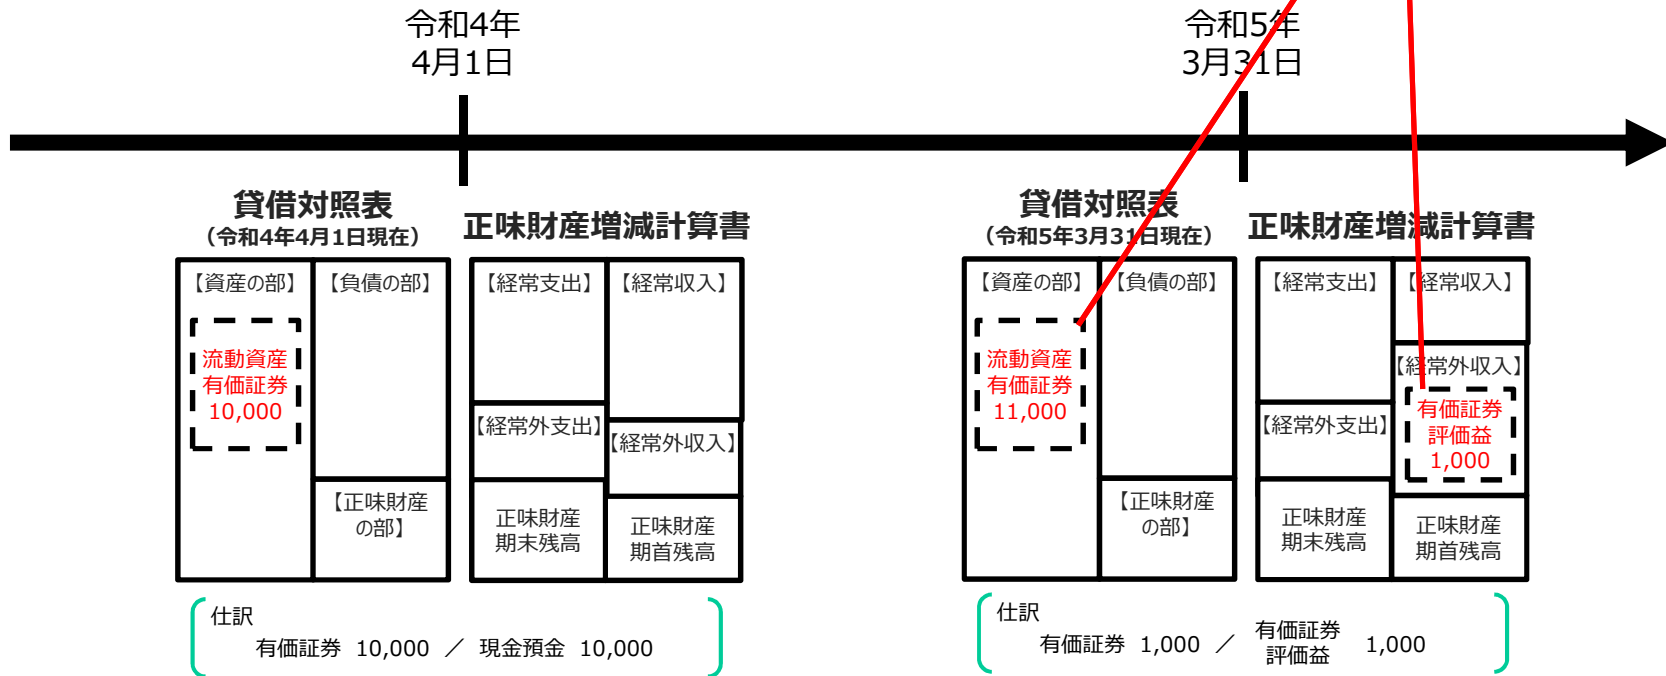 令和4年
4月1日
令和5年
3月31日
貸借対照表
（令和4年4月1日現在）
正味財産増減計算書
【資産の部】
【負債の部】
【経常支出】
【経常収入】
流動資産
有価証券
10,000
【経常外支出】
【経常外収入】
【正味財産
の部】
正味財産
期末残高
正味財産
期首残高
仕訳
有価証券 10,000 ／ 現金預金 10,000
貸借対照表
（令和5年3月31日現在）
正味財産増減計算書
【資産の部】
【負債の部】
【経常支出】
【経常収入】
流動資産
有価証券
11,000
【経常外収入】
有価証券
評価益
1,000
【経常外支出】
【正味財産
の部】
正味財産
期末残高
正味財産
期首残高
仕訳
有価証券 1,000 ／ 有価証券
評価益 1,000